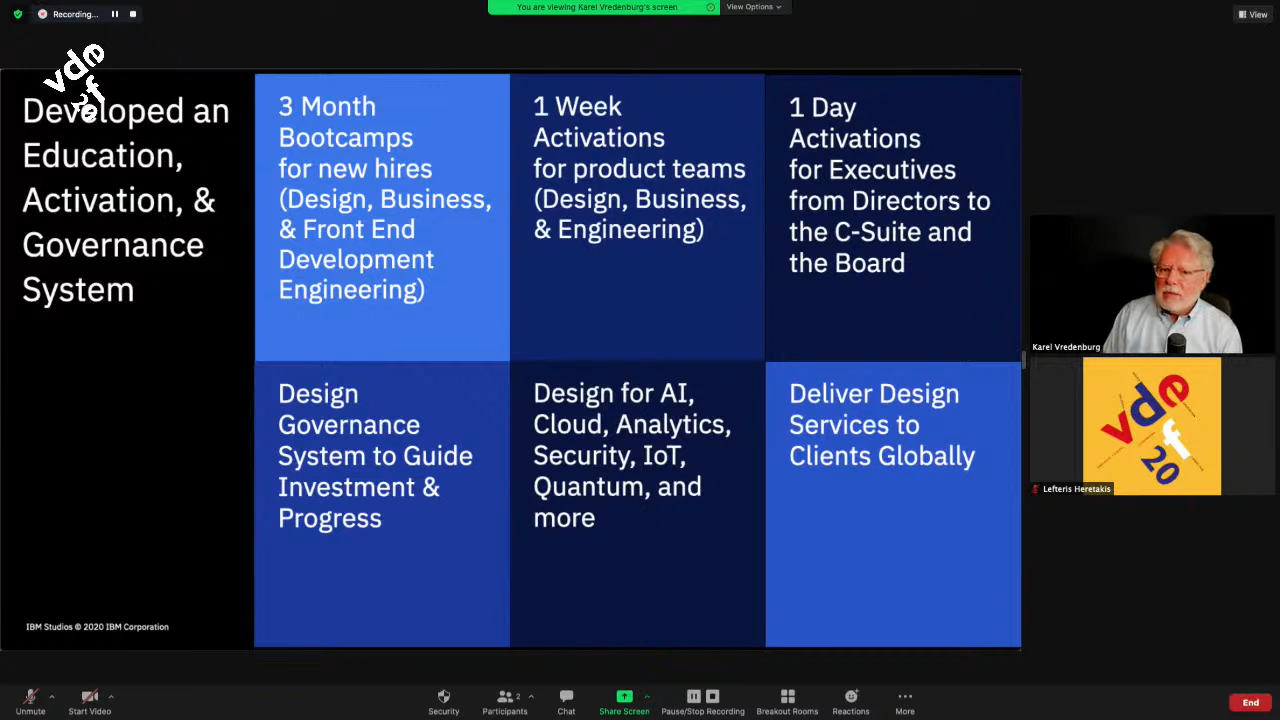 Recording...
You are viewing Karel Vredenburg's screen
View Options
View
vde
f
20
Developed an
Education,
Activation, &
Governance
System
3 Month
Bootcamps
for new hires
(Design, Business,
& Front End
Development
Engineering)
1 Week
Activations
for product teams
(Design, Business,
& Engineering)
1 Day
Activations
for Executives
from Directors to
the C-Suite and
the Board
Design
Governance
System to Guide
Investment &
Progress
Design for AI,
Cloud, Analytics,
Security, IoT,
Quantum, and
more
Deliver Design
Services to
Clients Globally
IBM Studios © 2020 IBM Corporation
Karel Vredenburg
vde
f
20
Lefteris Heretakis
Unmute
Start Video
Security
2
Participants
Chat
Share Screen
Pause/Stop Recording
Breakout Rooms
Reactions
More
End